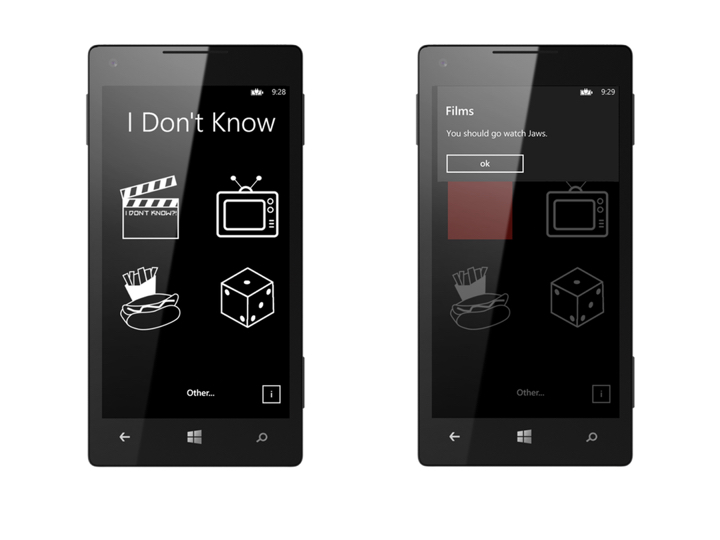 9:28
I Don't Know
I DON'T KNOW?!
Other...
i
9:29
Films
You should go watch Jaws.
ok
Other...
i